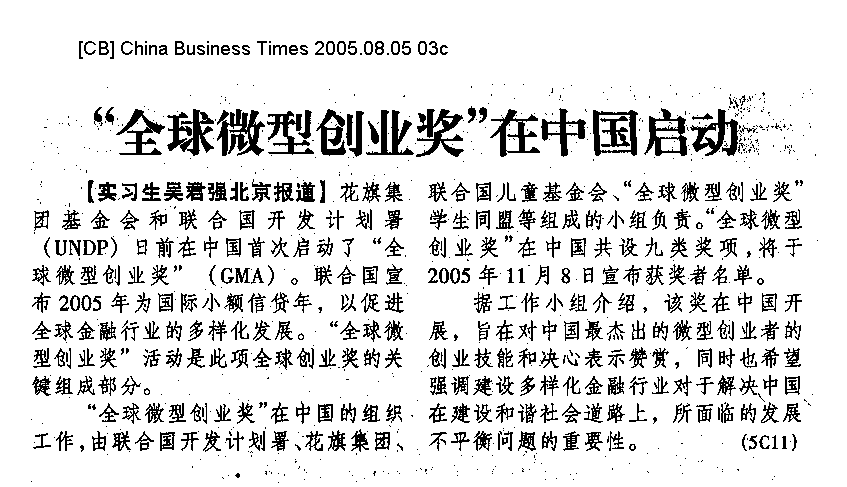 [CB] China Business Times 2005.08.05 03c
“全球微型创业奖”在中国启动
【实习生吴君强北京报道】花旗集
团基金会和联合国开发计划署
（UNDP）日前在中国首次启动了“全
球微型创业奖”（GMA）。联合国宣
布 2005 年为国际小额信贷年，以促进
全球金融行业的多样化发展。“全球微
型创业奖”活动是此项全球创业奖的关
键组成部分。
“全球微型创业奖”在中国的组织
工作，由联合国开发计划署、花旗集团、
联合国儿童基金会、“全球微型创业奖”
学生同盟等组成的小组负责。“全球微型
创业奖”在中国共设九类奖项，将于
2005 年 11 月 8 日宣布获奖者名单。
据工作小组介绍，该奖在中国开
展，旨在对中国最杰出的微型创业者的
创业技能和决心表示赞赏，同时也希望
强调建设多样化金融行业对于解决中国
在建设和谐社会道路上，所面临的发展
不平衡问题的重要性。 (5C11)